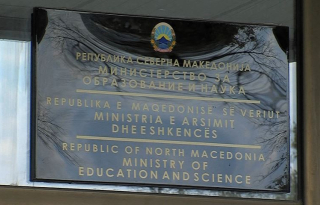 РЕПУБЛИКА СЕВЕРНА МАКЕДОНИЈА
МИНИСТЕРСТВО ЗА
ОБРАЗОВАНИЕ И НАУКА
REPUBLIKA E MAQEDONISË SË VERIUT
MINISTRIA E ARSIMIT
DHE E SHKENCËS
REPUBLIC OF NORTH MACEDONIA
MINISTRY OF
EDUCATION AND SCIENCE